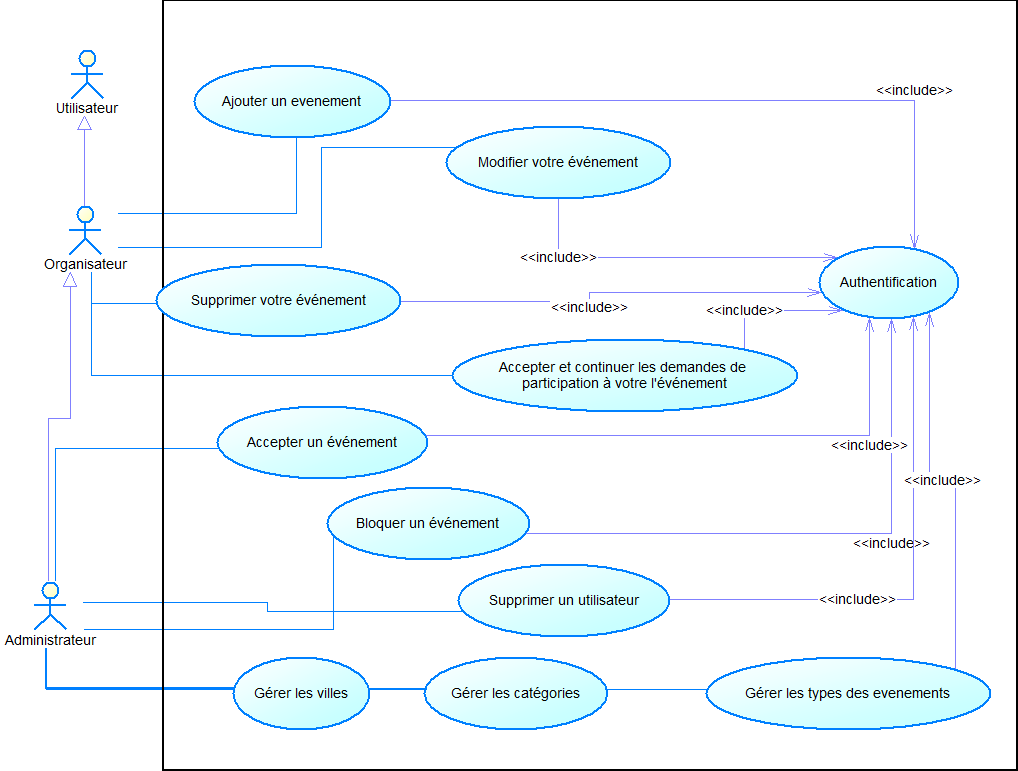 <<include>>
Ajouter un evenement
Utilisateur
Modifier votre événement
<<include>>
Organisateur
Authentification
Supprimer votre événement
<<include>>
<<include>>
Accepter et continuer les demandes de
participation à votre l'événement
Accepter un événement
<<include>>
<<include>>
Bloquer un événement
<<include>>
Supprimer un utilisateur
<<include>>
Administrateur
Gérer les villes
Gérer les catégories
Gérer les types des evenements